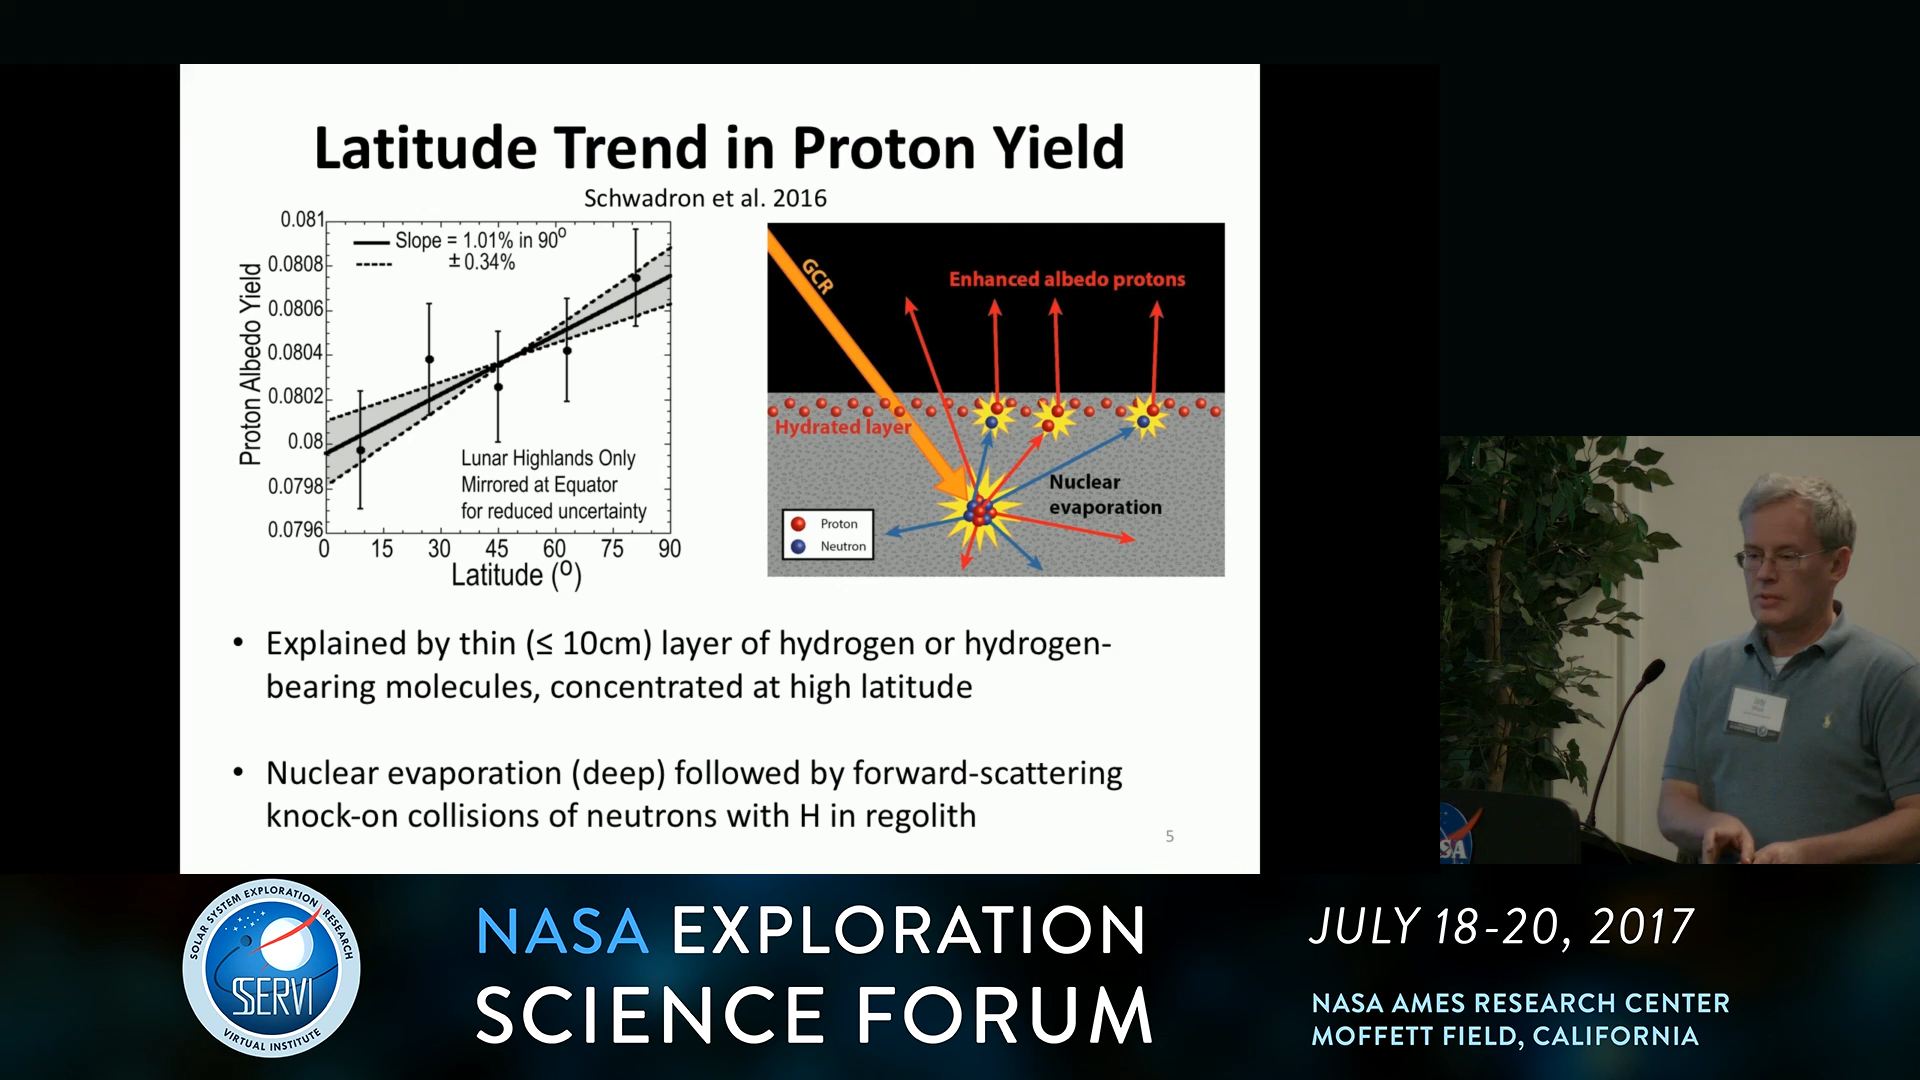 Latitude Trend in Proton Yield
Schwadron et al. 2016
0.081
0.0808
0.0806
0.0804
0.0802
0.08
0.0798
0.0796
Proton Albedo Yield
Slope = 1.01% in 90°
± 0.34%
Lunar Highlands Only
Mirrored at Equator
for reduced uncertainty
0 15 30 45 60 75 90
Latitude (°)
GCR
Enhanced albedo protons
Hydrated layer
Nuclear
evaporation
Proton
Neutron
• Explained by thin (≤ 10cm) layer of hydrogen or hydrogen-
bearing molecules, concentrated at high latitude
• Nuclear evaporation (deep) followed by forward-scattering
knock-on collisions of neutrons with H in regolith
5
SOLAR SYSTEM EXPLORATION RESEARCH
SSERVI
VIRTUAL INSTITUTE
NASA EXPLORATION
SCIENCE FORUM
JULY 18-20, 2017
NASA AMES RESEARCH CENTER
MOFFETT FIELD, CALIFORNIA